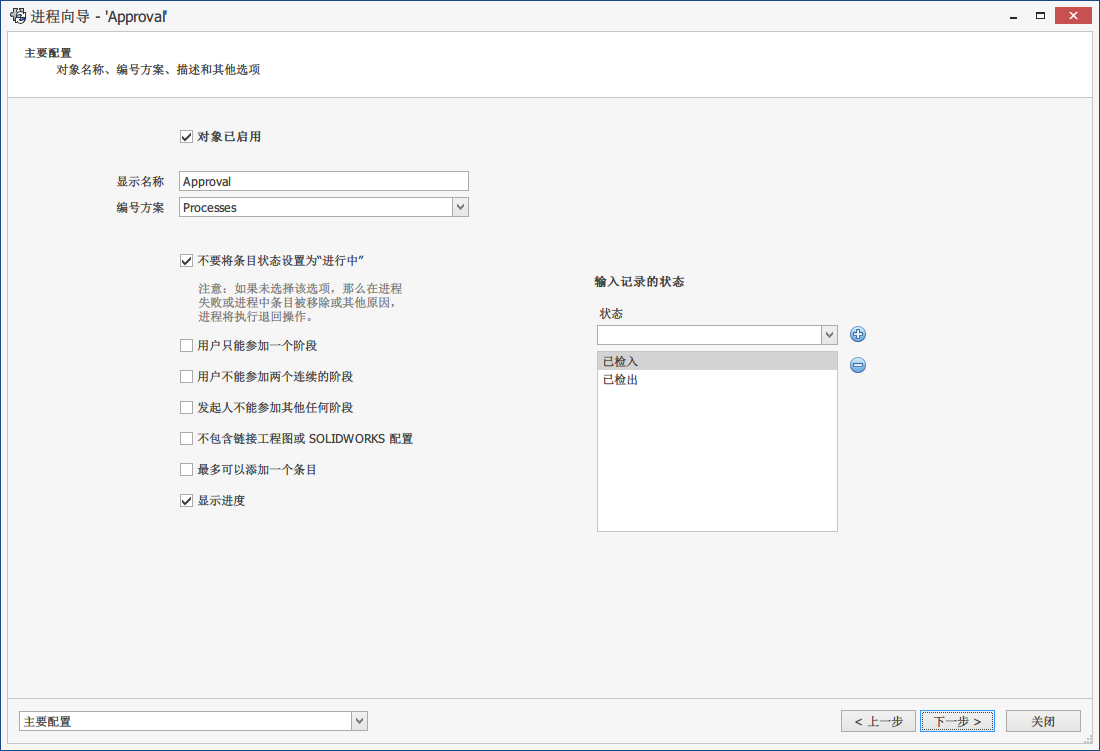 进程向导 - 'Approval'
主要配置
对象名称、编号方案、描述和其他选项
对象已启用
显示名称
Approval
编号方案
Processes
不要将条目状态设置为“进行中”
注意：如果未选择该选项，那么在进程
失败或进程中条目被移除或其他原因，
进程将执行退回操作。
用户只能参加一个阶段
用户不能参加两个连续的阶段
发起人不能参加其他任何阶段
不包含链接工程图或 SOLIDWORKS 配置
最多可以添加一个条目
显示进度
输入记录的状态
状态
已检入
已检出
主要配置
< 上一步
下一步 >
关闭